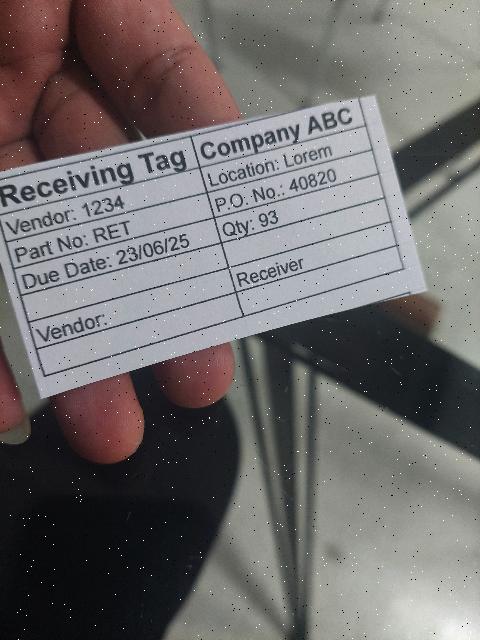 Receiving Tag Company ABC
Vendor: 1234 Location: Lorem
Part No: RET P.O. No.: 40820
Due Date: 23/06/25 Qty: 93
Vendor: Receiver